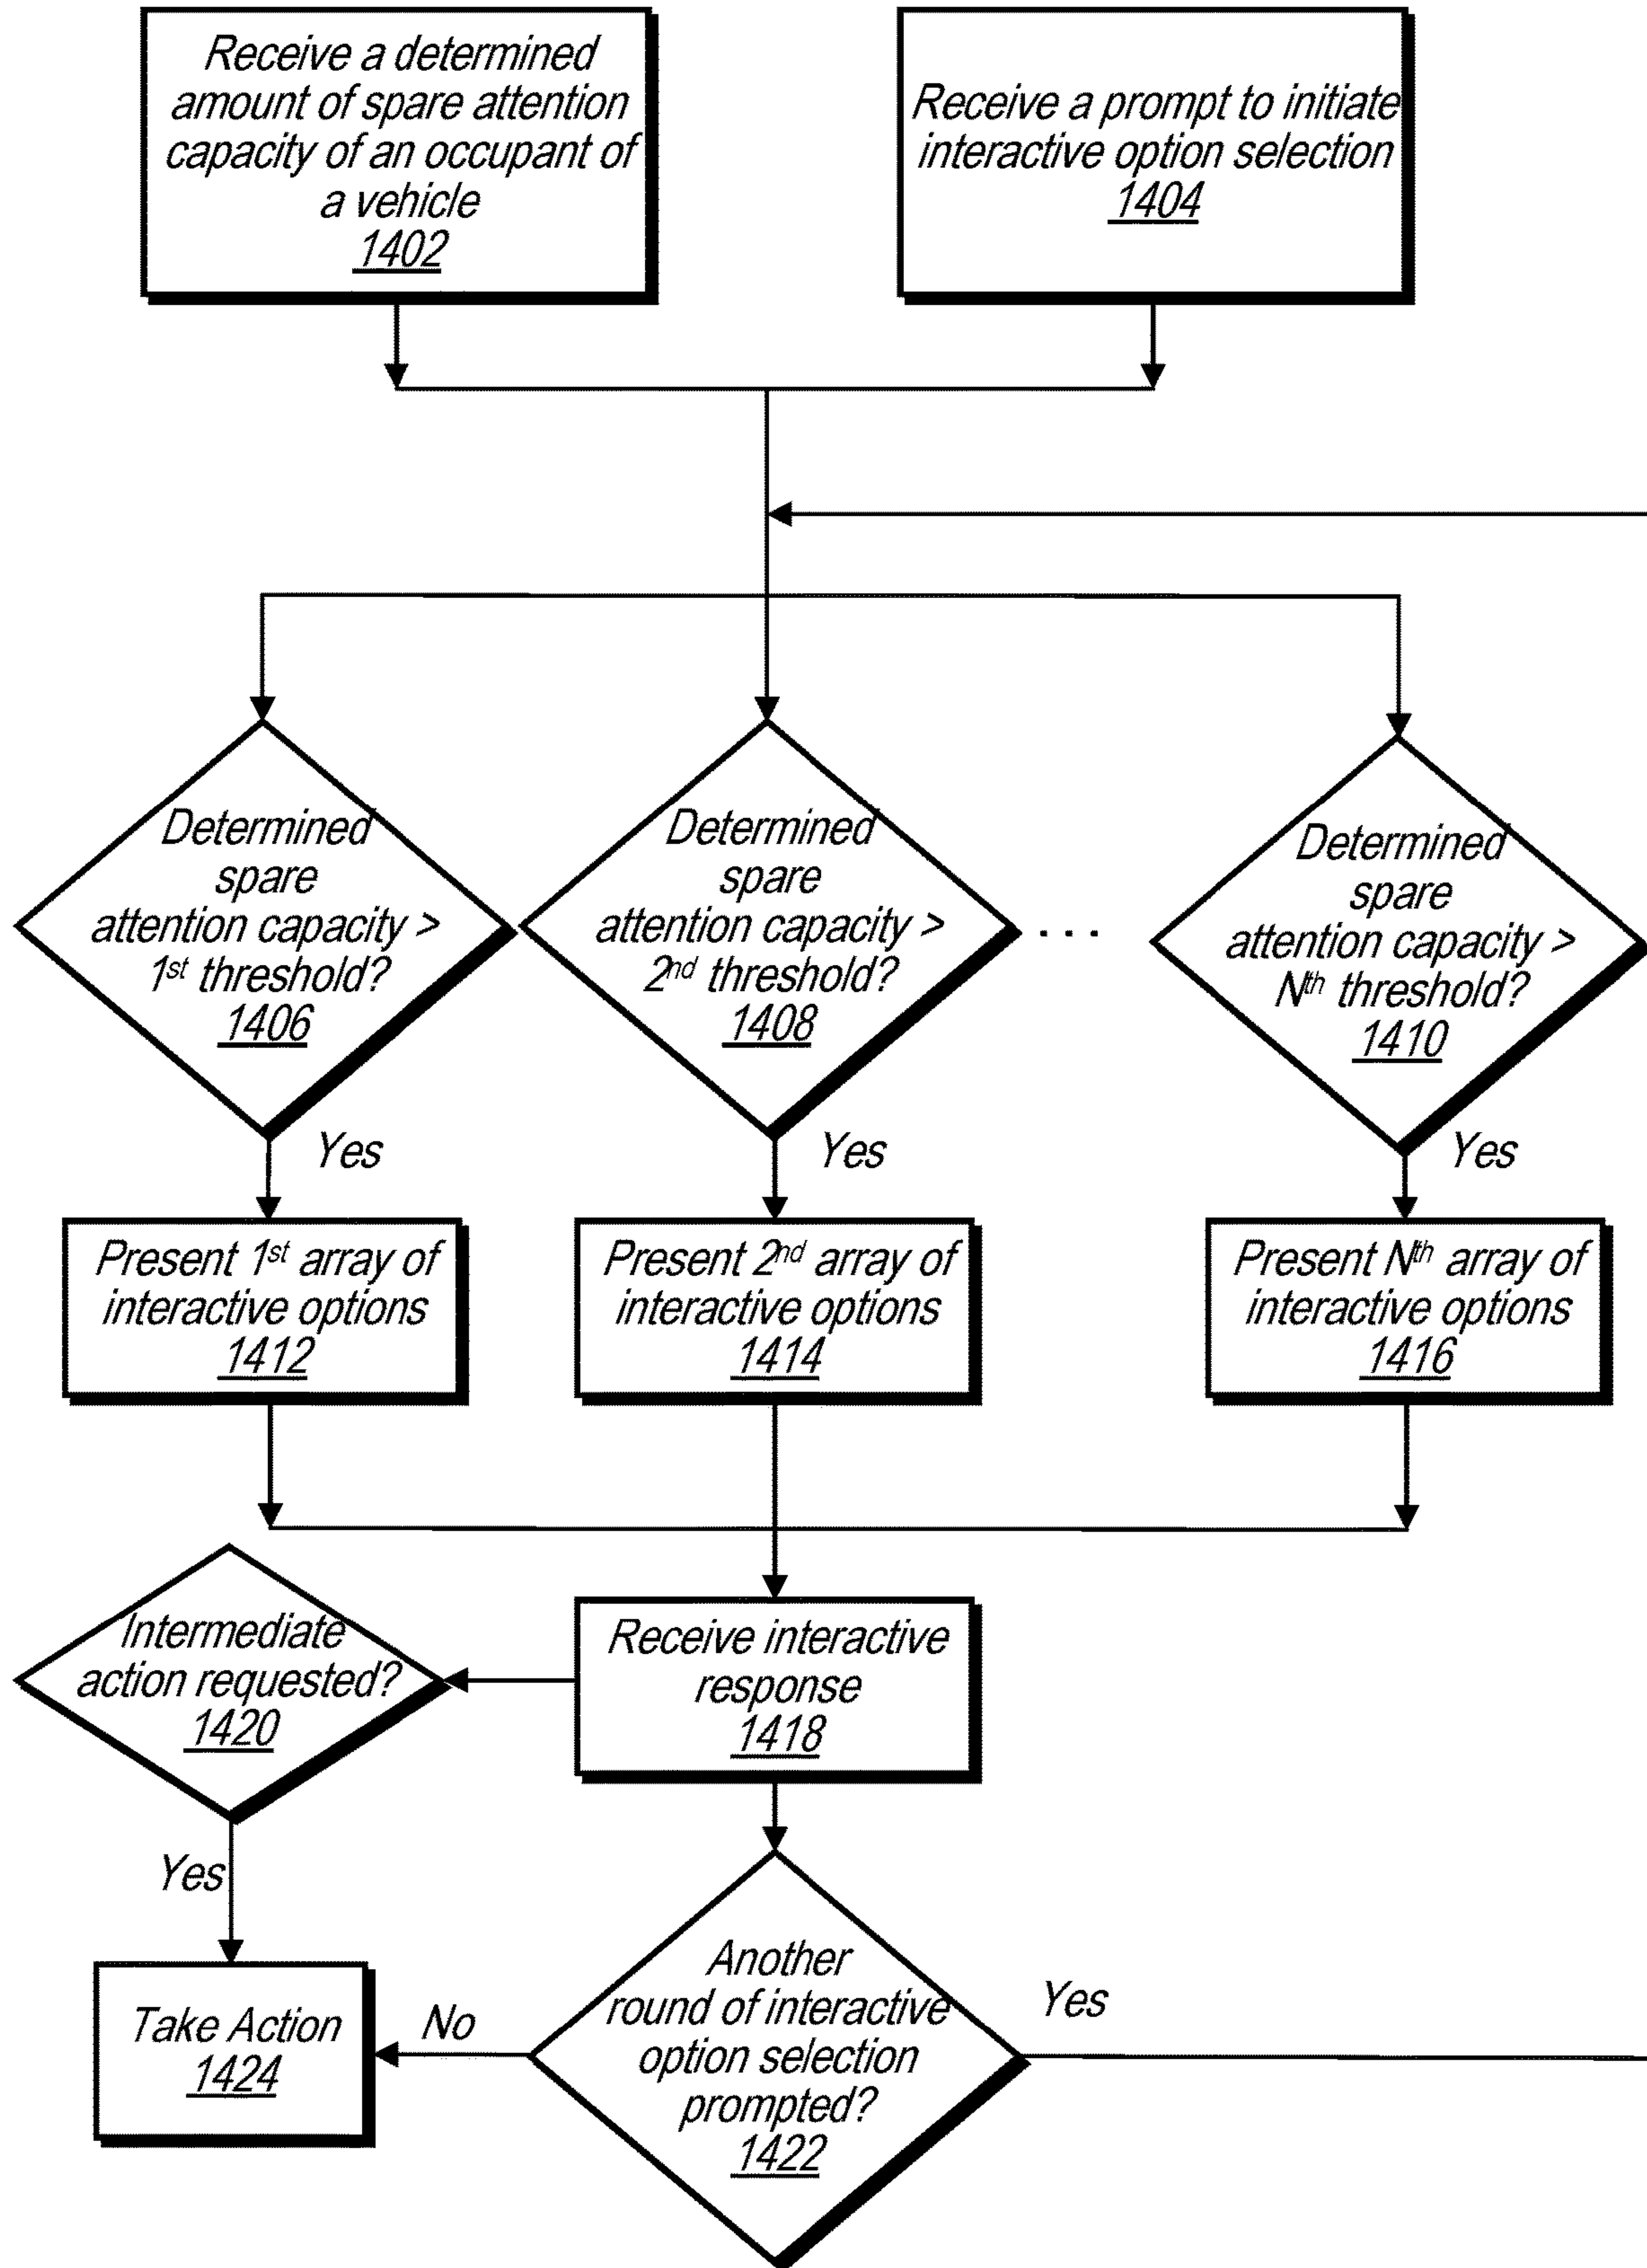 Receive a determined
amount of spare attention
capacity of an occupant of
a vehicle
1402
Receive a prompt to initiate
interactive option selection
1404
Determined
spare
attention capacity >
1st threshold?
1406
Determined
spare
attention capacity >
2nd threshold?
1408
. . .
Determined
spare
attention capacity >
Nth threshold?
1410
Yes
Yes
Yes
Present 1st array of
interactive options
1412
Present 2nd array of
interactive options
1414
Present Nth array of
interactive options
1416
Intermediate
action requested?
1420
Receive interactive
response
1418
Yes
Take Action
1424
No
Another
round of interactive
option selection
prompted?
1422
Yes